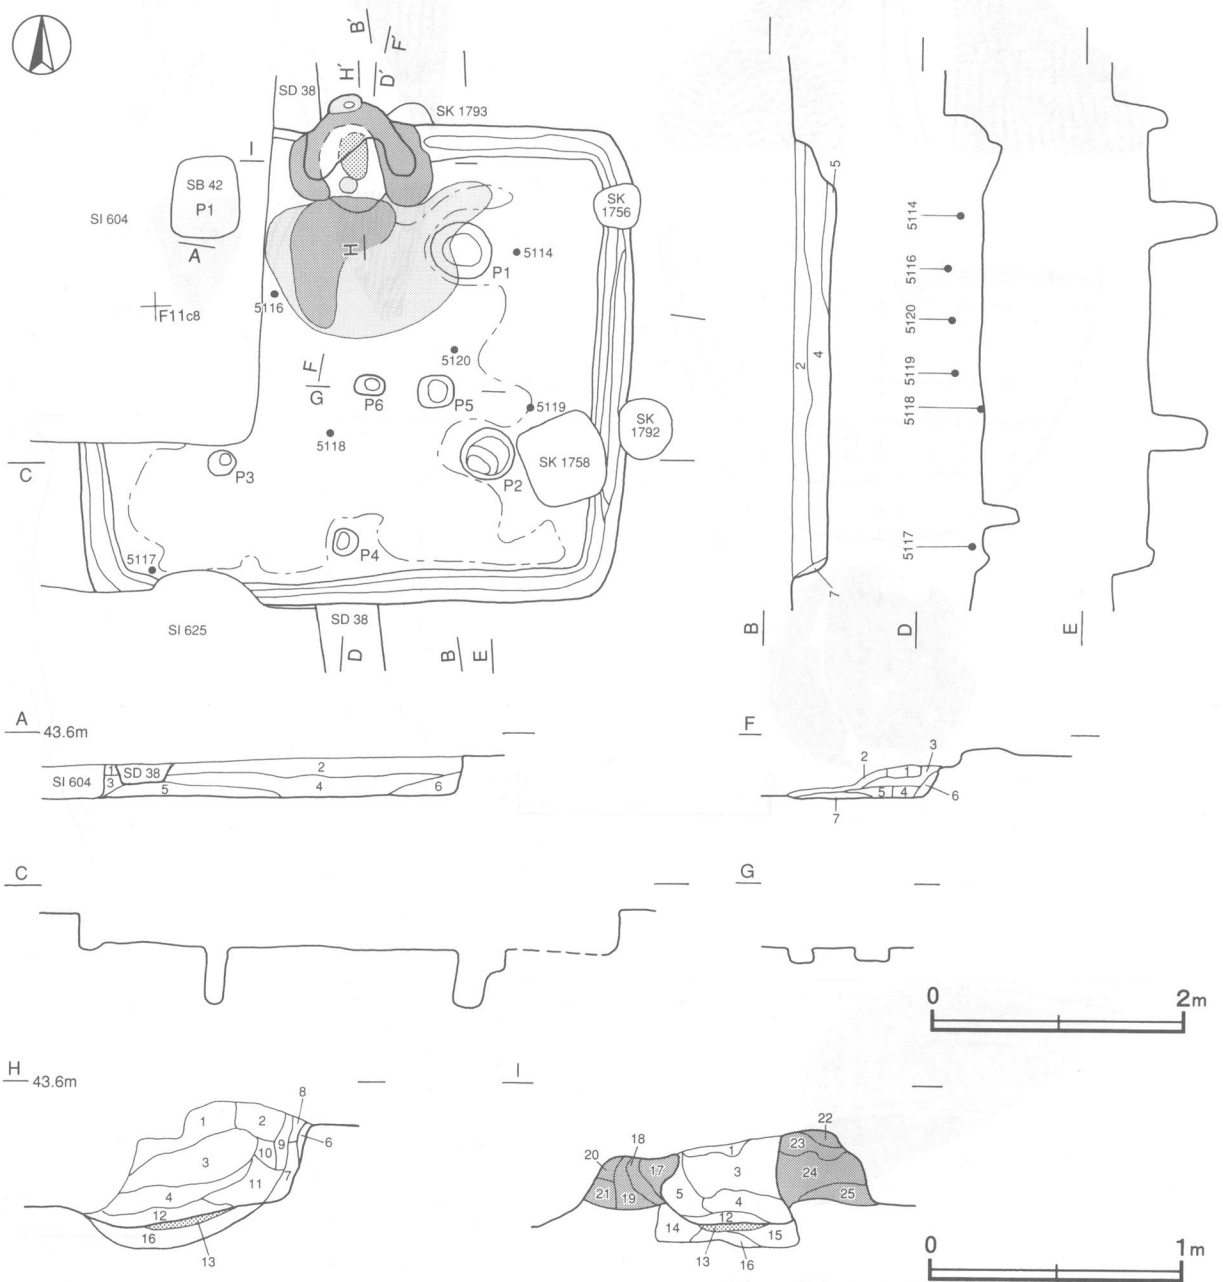 B' F'
H' D'
SD 38
SK 1793
I
SB 42
P1
SI 604
A
F11c8
SK
1756
5114
P1
5116
H
5120
F
G
P6
P5
5119
5118
SK
1792
SK 1758
C
P3
P2
5117
P4
SI 625
SD 38
D
B E
5
2 4
7
B
5114
5116
5120
5119
5118
5117
D
E
A 43.6m
SI 604 1 SD 38 2
3 5 4 6
F
2 1 3
5 4 6
7
C
G
0 2m
H 43.6m
1 2 8
3 10 9 6
4 11 7
12
16
13
I
22
18 1 23
20 17 3 24
21 19 5 4 25
14 12 15
13 16
0 1m